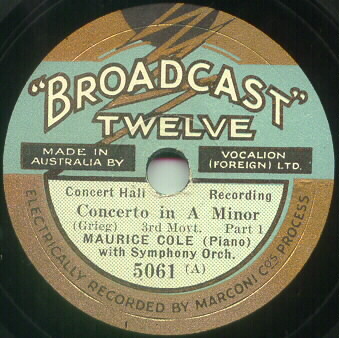 "BROADCAST"
TWELVE
MADE IN
AUSTRALIA BY
VOCALION
(FOREIGN) LTD.
Concert Hall Recording
Concerto in A Minor
(Grieg) 3rd Movt. Part 1
MAURICE COLE (Piano)
with Symphony Orch.
5061 (A)
ELECTRICALLY RECORDED BY MARCONI Co's PROCESS